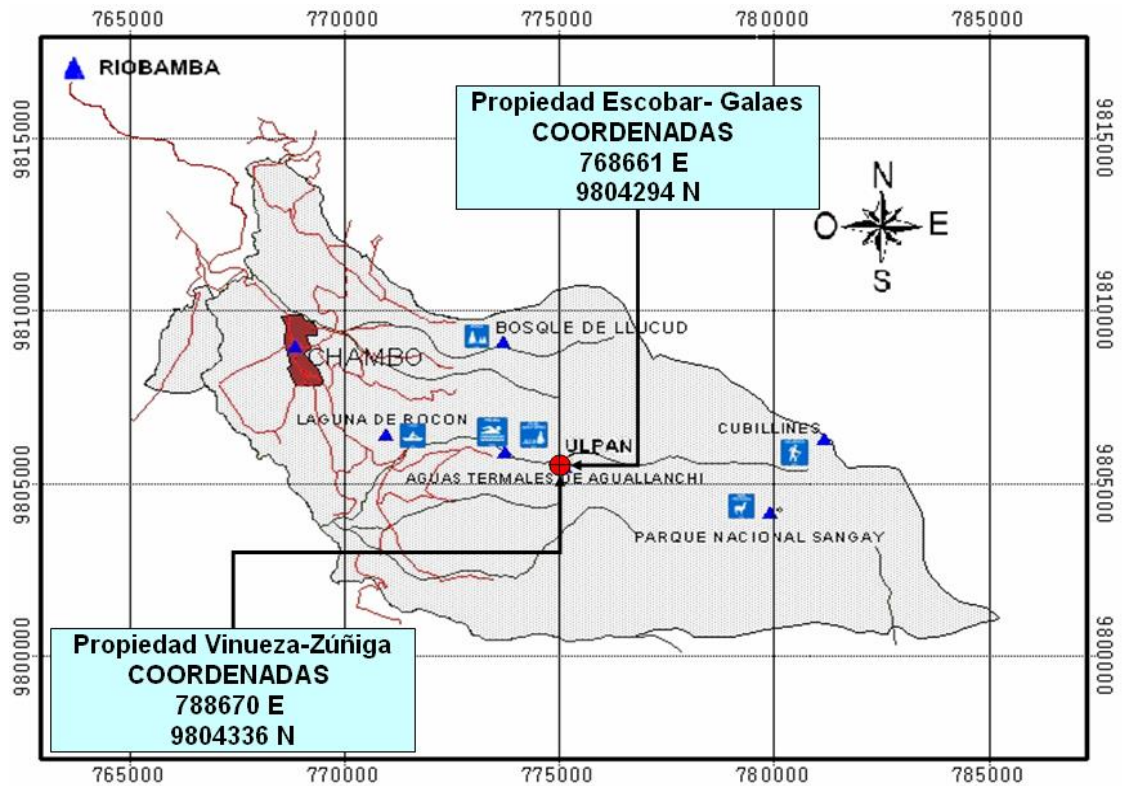 765000 770000 775000 780000 785000
RIOBAMBA
Propiedad Escobar- Galaes
COORDENADAS
768661 E
9804294 N
9815000 9815000
N
O E
S
9810000 9810000
BOSQUE DE LLUCUD
CHAMBO
LAGUNA DE ROCON
CUBILLINES
ULPAN
AGUAS TERMALES DE AGUALLANCHI
9805000 9805000
PARQUE NACIONAL SANGAY
Propiedad Vinueza-Zúñiga
COORDENADAS
788670 E
9804336 N
9800000 9800000
765000 770000 775000 780000 785000